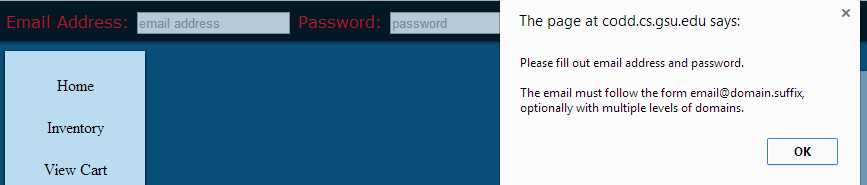 Email Address: email address Password: password
Home
Inventory
View Cart
The page at codd.cs.gsu.edu says:
Please fill out email address and password.
The email must follow the form email@domain.suffix,
optionally with multiple levels of domains.
OK